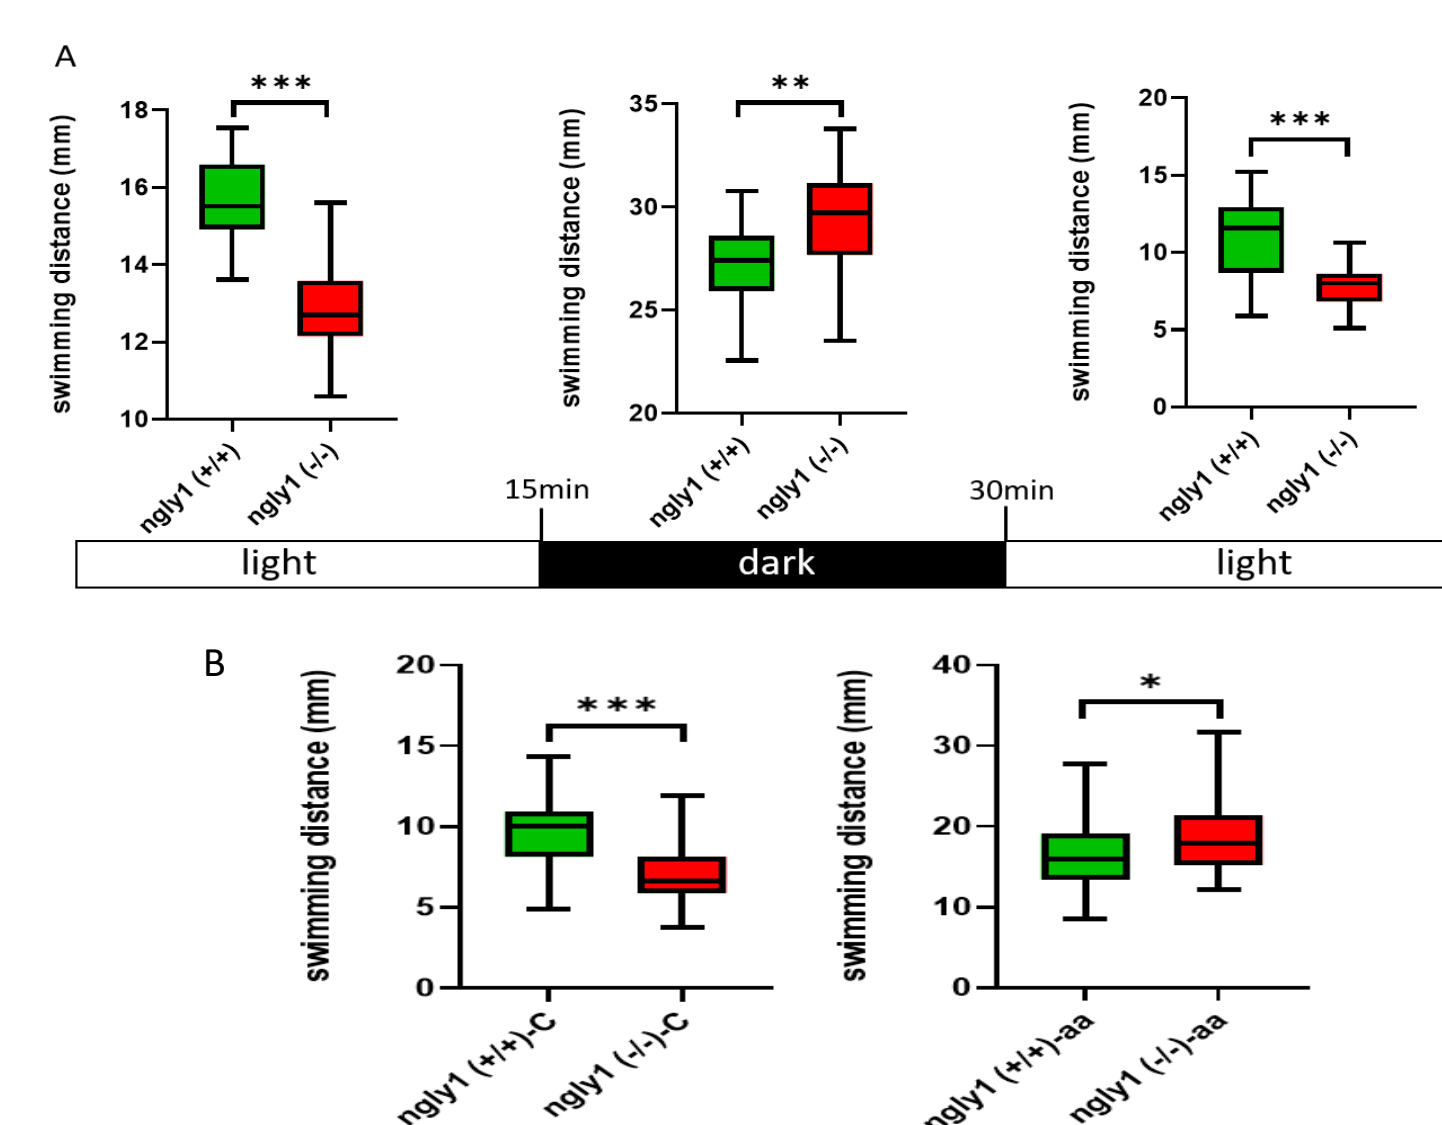 A
***
swimming distance (mm)
18
16
14
12
10
ngly1 (+/+)
ngly1 (-/-)
**
swimming distance (mm)
35
30
25
20
ngly1 (+/+)
ngly1 (-/-)
***
swimming distance (mm)
20
15
10
5
0
ngly1 (+/+)
ngly1 (-/-)
15min
30min
light
dark
light
B
***
swimming distance (mm)
20
15
10
5
0
ngly1 (+/+)-C
ngly1 (-/-)-C
*
swimming distance (mm)
40
30
20
10
0
ngly1 (+/+)-aa
ngly1 (-/-)-aa